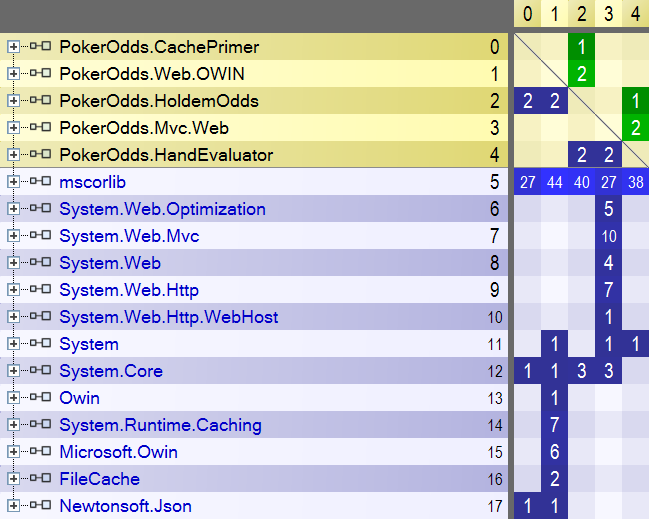 0 1 2 3 4
PokerOdds.CachePrimer 0 1
PokerOdds.Web.OWIN 1 2
PokerOdds.HoldemOdds 2 2 2 1
PokerOdds.Mvc.Web 3 2
PokerOdds.HandEvaluator 4 2 2
mscorlib 5 27 44 40 27 38
System.Web.Optimization 6 5
System.Web.Mvc 7 10
System.Web 8 4
System.Web.Http 9 7
System.Web.Http.WebHost 10 1
System 11 1 1 1
System.Core 12 1 1 3 3
Owin 13 1
System.Runtime.Caching 14 7
Microsoft.Owin 15 6
FileCache 16 2
Newtonsoft.Json 17 1 1